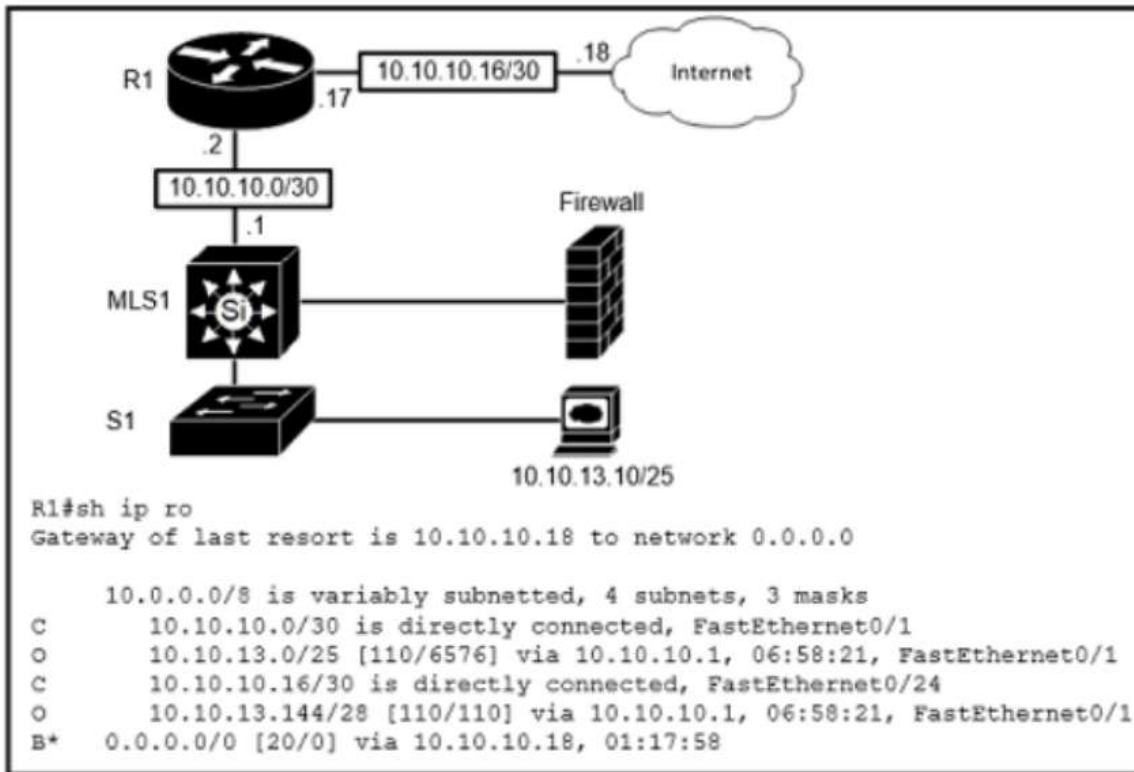 R1
.17
10.10.10.16/30
.18
Internet
.2
10.10.10.0/30
.1
Firewall
MLS1
Si
S1
10.10.13.10/25
R1#sh ip ro
Gateway of last resort is 10.10.10.18 to network 0.0.0.0
10.0.0.0/8 is variably subnetted, 4 subnets, 3 masks
C 10.10.10.0/30 is directly connected, FastEthernet0/1
O 10.10.13.0/25 [110/6576] via 10.10.10.1, 06:58:21, FastEthernet0/1
C 10.10.10.16/30 is directly connected, FastEthernet0/24
O 10.10.13.144/28 [110/110] via 10.10.10.1, 06:58:21, FastEthernet0/1
B* 0.0.0.0/0 [20/0] via 10.10.10.18, 01:17:58